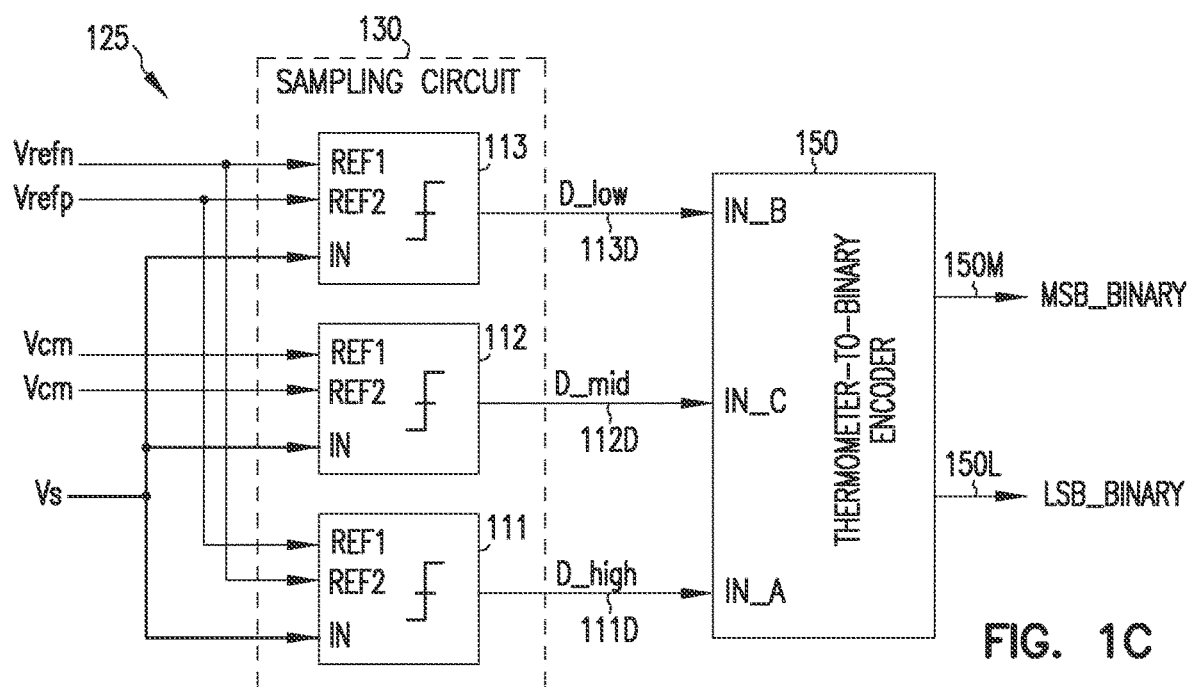 125
130
SAMPLING CIRCUIT
Vrefn
REF1
113
Vrefp
REF2
IN
D_low
113D
150
IN_B
THERMOMETER-TO-BINARY
ENCODER
150M
MSB_BINARY
Vcm
REF1
112
Vcm
REF2
IN
D_mid
112D
IN_C
Vs
150L
LSB_BINARY
REF1
111
REF2
IN
D_high
111D
IN_A
FIG. 1C